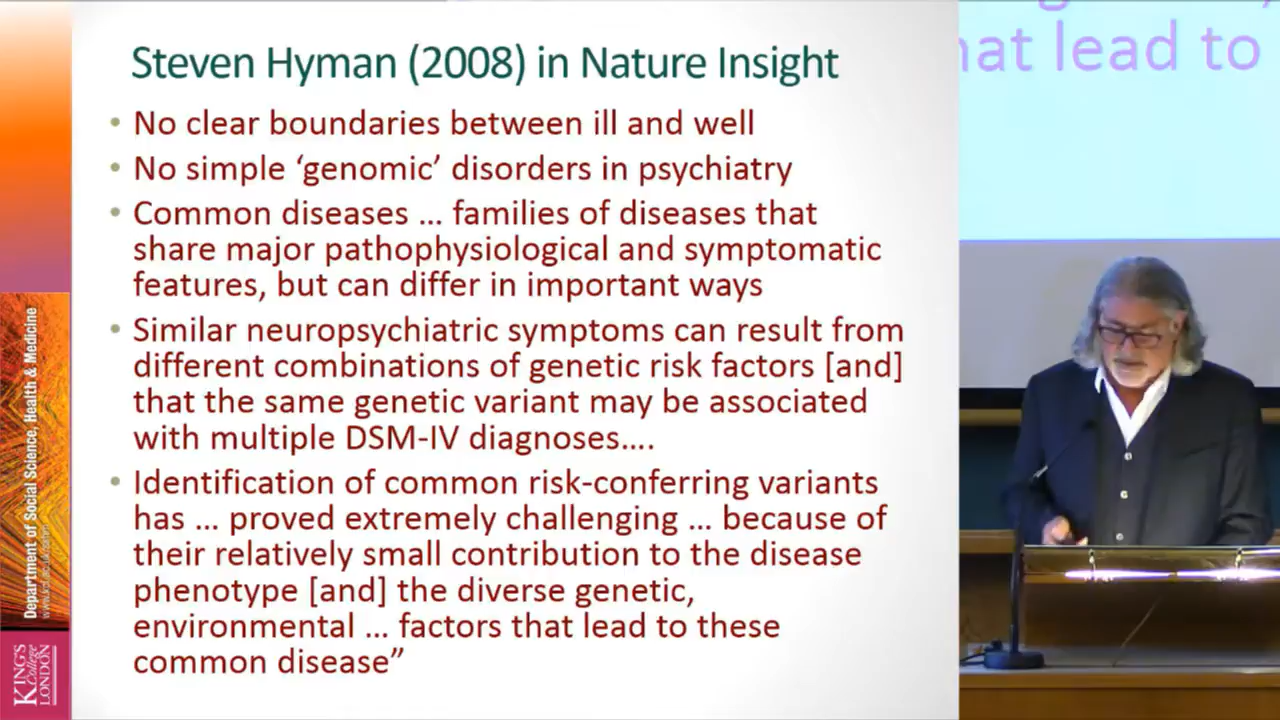 Steven Hyman (2008) in Nature Insight
• No clear boundaries between ill and well
• No simple ‘genomic’ disorders in psychiatry
• Common diseases … families of diseases that
share major pathophysiological and symptomatic
features, but can differ in important ways
• Similar neuropsychiatric symptoms can result from
different combinations of genetic risk factors [and]
that the same genetic variant may be associated
with multiple DSM-IV diagnoses….
• Identification of common risk-conferring variants
has … proved extremely challenging … because of
their relatively small contribution to the disease
phenotype [and] the diverse genetic,
environmental … factors that lead to these
common disease”
Department of Social Science, Health & Medicine
KING'S
College
LONDON
hat lead to